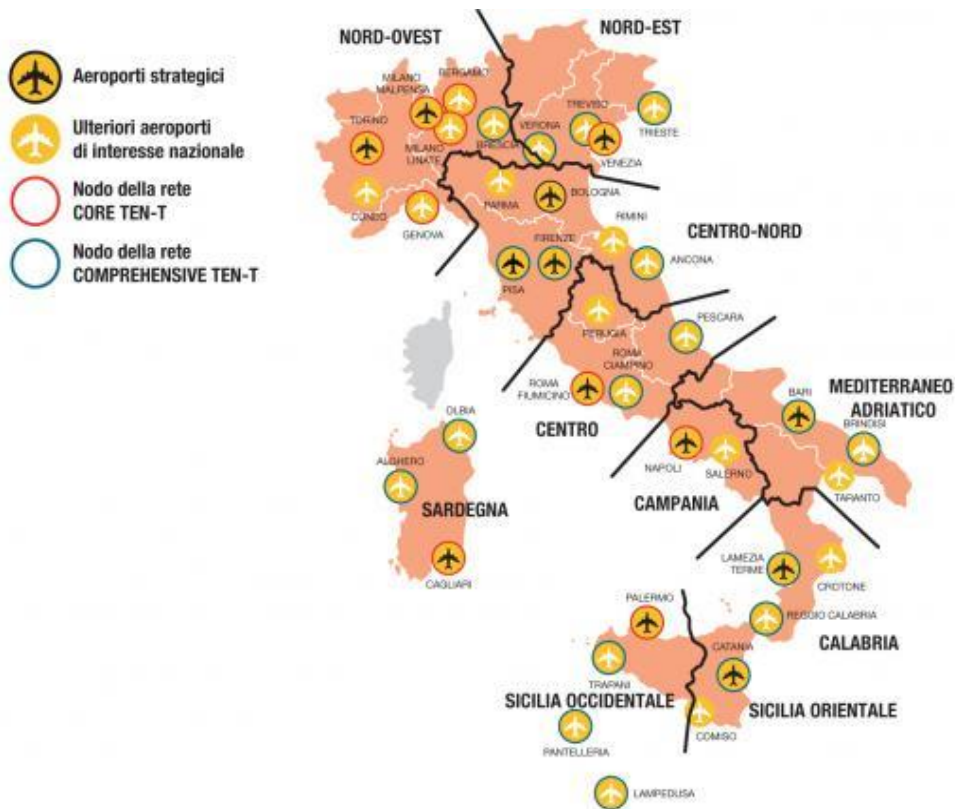 Aeroporti strategici
Ulteriori aeroporti
di interesse nazionale
Nodo della rete
CORE TEN-T
Nodo della rete
COMPREHENSIVE TEN-T
NORD-OVEST
NORD-EST
BERGAMO
MILANO
MALPENSA
TORINO
MILANO
LINATE
BRESCIA
VERONA
TREVISO
TRIESTE
VENEZIA
CUNEO
GENOVA
PARMA
BOLOGNA
RIMINI
CENTRO-NORD
FIRENZE
ANCONA
PISA
PERUGIA
PESCARA
ROMA
CIAMPINO
ROMA
FIUMICINO
CENTRO
BARI
MEDITERRANEO
ADRIATICO
BRINDISI
OLBIA
NAPOLI
SALERNO
TARANTO
ALGHERO
CAMPANIA
SARDEGNA
CAGLIARI
LAMEZIA
TERME
CROTONE
PALERMO
REGGIO CALABRIA
CALABRIA
CATANIA
TRAPANI
SICILIA OCCIDENTALE
SICILIA ORIENTALE
COMISO
PANTELLERIA
LAMPEDUSA